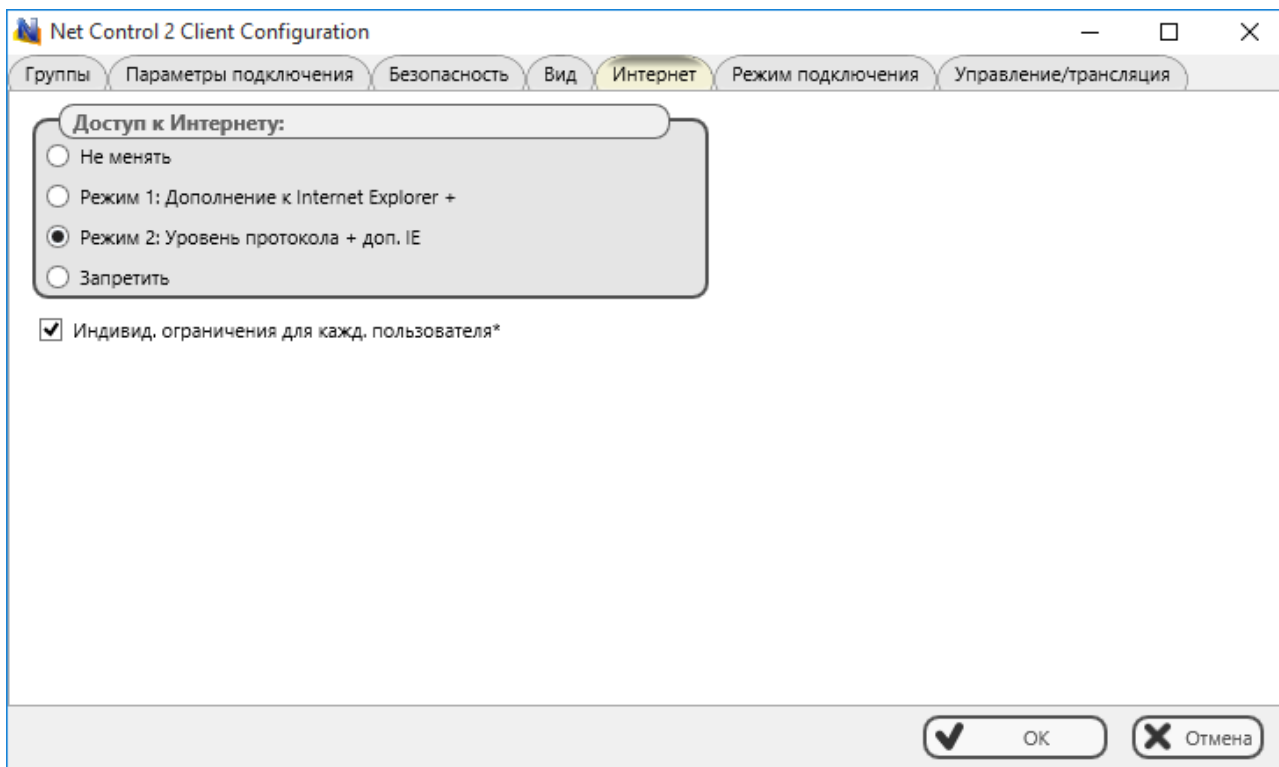 Net Control 2 Client Configuration
Группы Параметры подключения Безопасность Вид Интернет Режим подключения Управление/трансляция
Доступ к Интернету:
Не менять
Режим 1: Дополнение к Internet Explorer +
Режим 2: Уровень протокола + доп. IE
Запретить
Индивид. ограничения для кажд. пользователя*
OK Отмена